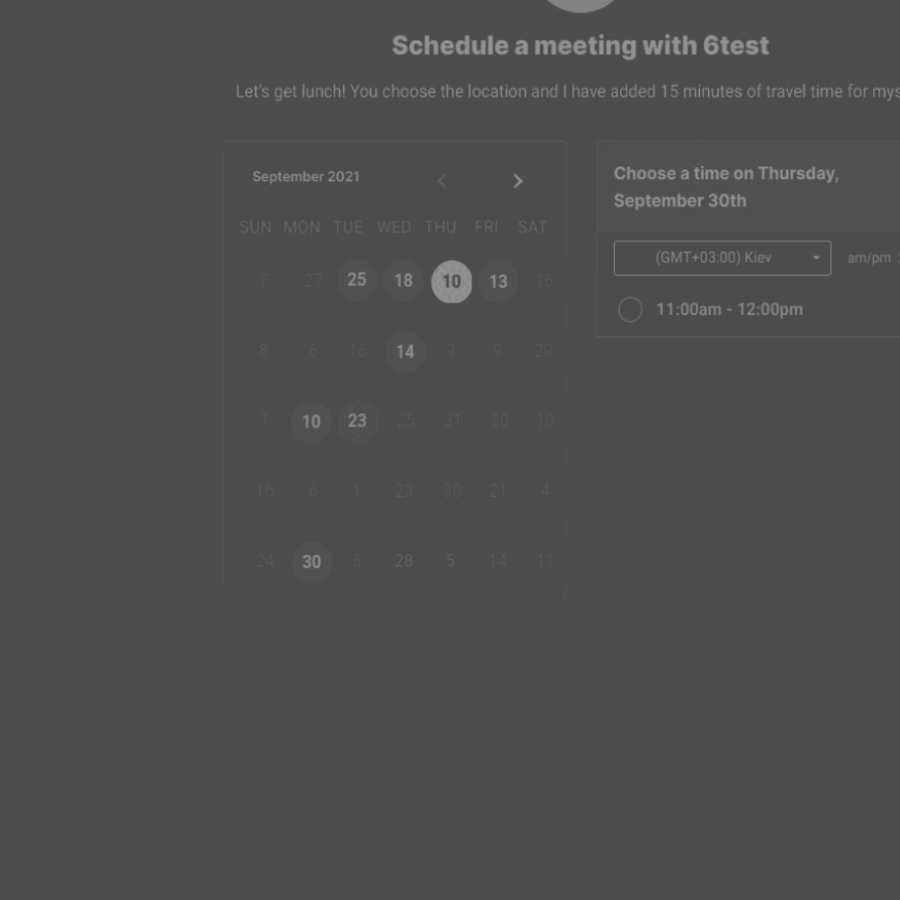 Schedule a meeting with 6test
Let's get lunch! You choose the location and I have added 15 minutes of travel time for mys
September 2021
SUN MON TUE WED THU FRI SAT
7 27 25 18 10 13 16
8 6 16 14 9 9 29
7 10 23 25 31 20 10
16 6 1 23 30 21 4
24 30 8 28 5 14 11
Choose a time on Thursday,
September 30th
(GMT+03:00) Kiev am/pm
11:00am - 12:00pm